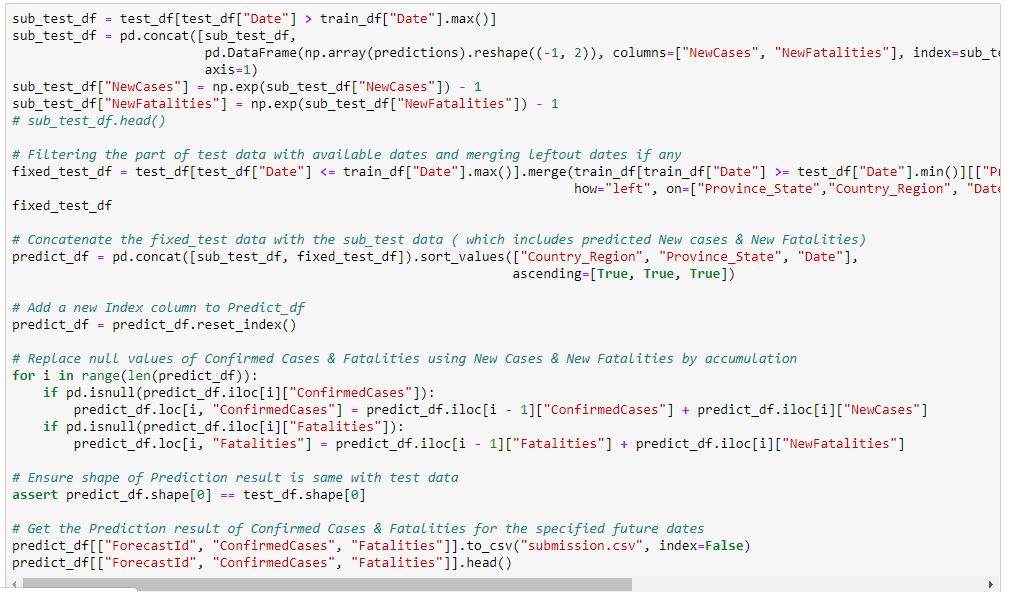 sub_test_df = test_df[test_df["Date"] > train_df["Date"].max()]
sub_test_df = pd.concat([sub_test_df,
                         pd.DataFrame(np.array(predictions).reshape((-1, 2)), columns=["NewCases", "NewFatalities"],
                         axis=1)
sub_test_df["NewCases"] = np.exp(sub_test_df["NewCases"]) - 1
sub_test_df["NewFatalities"] = np.exp(sub_test_df["NewFatalities"]) - 1
# sub_test_df.head()
# Filtering the part of test data with available dates and merging leftout dates if any
fixed_test_df = test_df[test_df["Date"] <= train_df["Date"].max()].merge(train_df[train_df["Date"] >= test_df["Date"].min()][["
                                                                         how="left", on=["Province_State","Country_Region", "Date
fixed_test_df
# Concatenate the fixed_test data with the sub_test data ( which includes predicted New cases & New Fatalities)
predict_df = pd.concat([sub_test_df, fixed_test_df]).sort_values(["Country_Region", "Province_State", "Date"],
                                                                 ascending=[True, True, True])
# Add a new Index column to Predict_df
predict_df = predict_df.reset_index()
# Replace null values of Confirmed Cases & Fatalities using New Cases & New Fatalities by accumulation
for i in range(len(predict_df)):
    if pd.isnull(predict_df.iloc[i]["ConfirmedCases"]):
        predict_df.loc[i, "ConfirmedCases"] = predict_df.iloc[i - 1]["ConfirmedCases"] + predict_df.iloc[i]["NewCases"]
    if pd.isnull(predict_df.iloc[i]["Fatalities"]):
        predict_df.loc[i, "Fatalities"] = predict_df.iloc[i - 1]["Fatalities"] + predict_df.iloc[i]["NewFatalities"]
# Ensure shape of Prediction result is same with test data
assert predict_df.shape[0] == test_df.shape[0]
# Get the Prediction result of Confirmed Cases & Fatalities for the specified future dates
predict_df[["ForecastId", "ConfirmedCases", "Fatalities"]].to_csv("submission.csv", index=False)
predict_df[["ForecastId", "ConfirmedCases", "Fatalities"]].head()